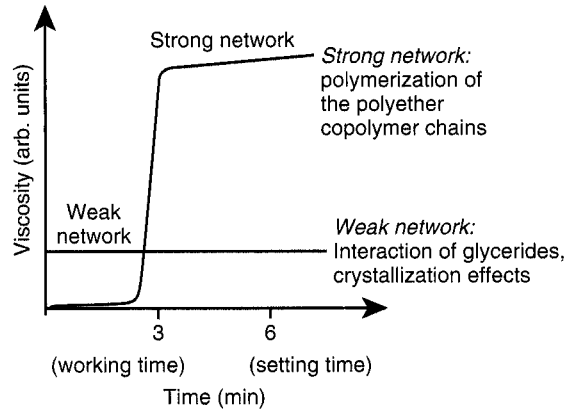 Viscosity (arb. units)
Strong network
Strong network:
polymerization of
the polyether
copolymer chains
Weak
network
Weak network:
Interaction of glycerides,
crystallization effects
3
6
(working time)
(setting time)
Time (min)